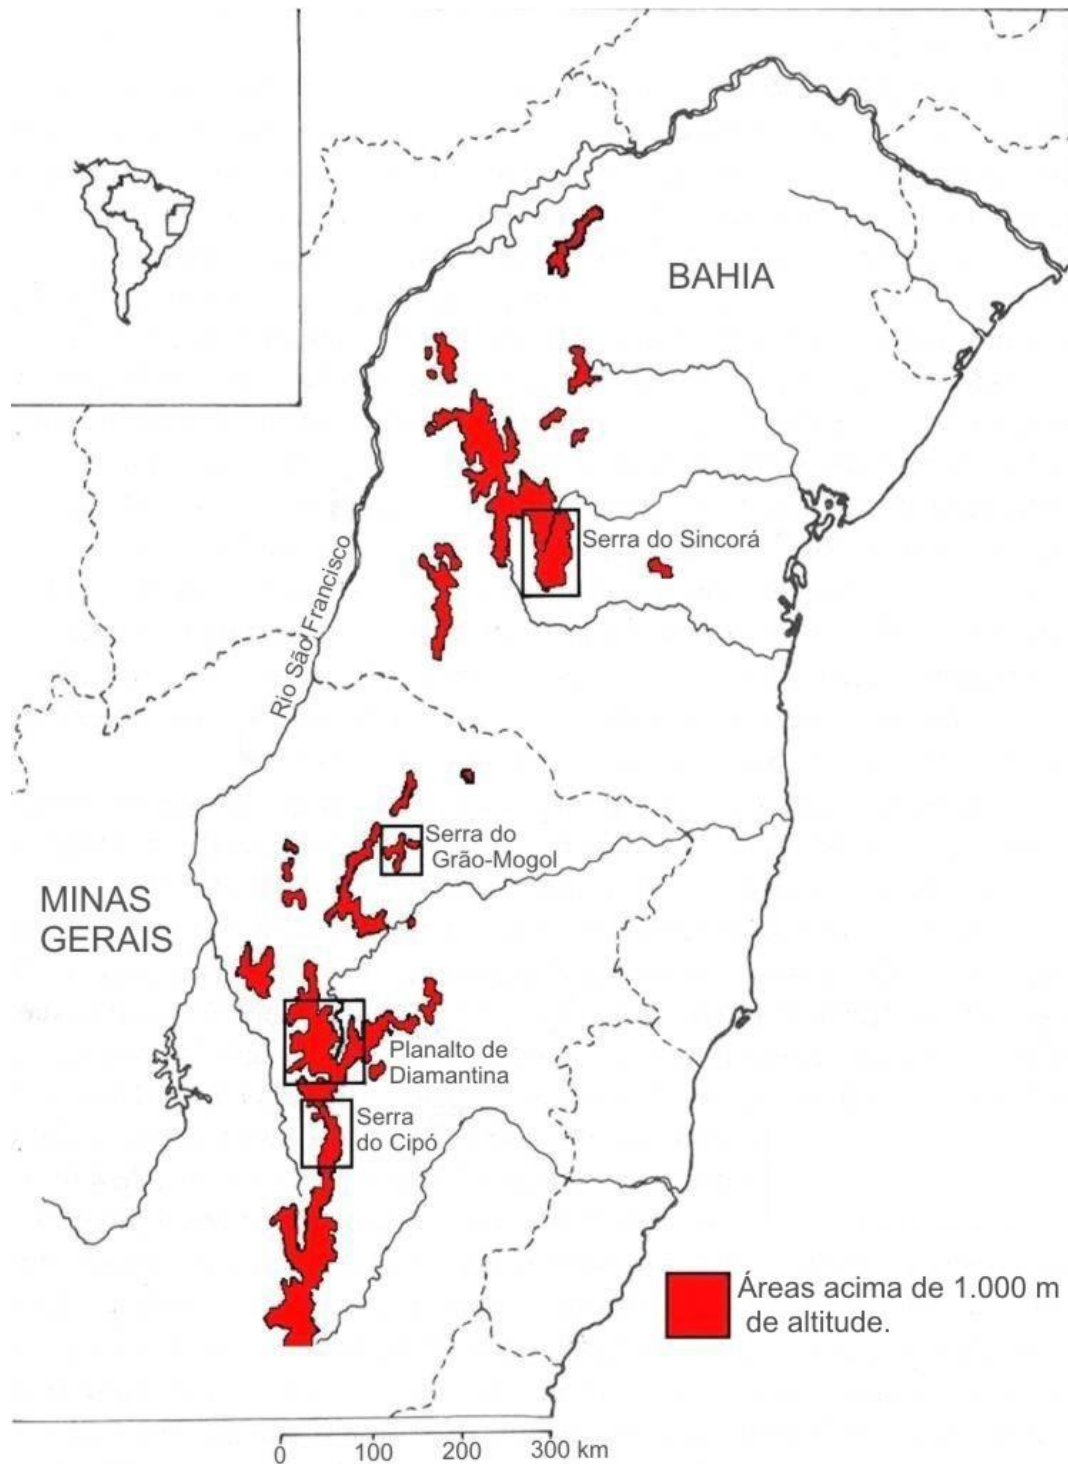 BAHIA
Serra do Sincorá
Rio São Francisco
Serra do
Grão-Mogol
MINAS
GERAIS
Planalto de
Diamantina
Serra
do Cipó
Áreas acima de 1.000 m
de altitude.
0 100 200 300 km